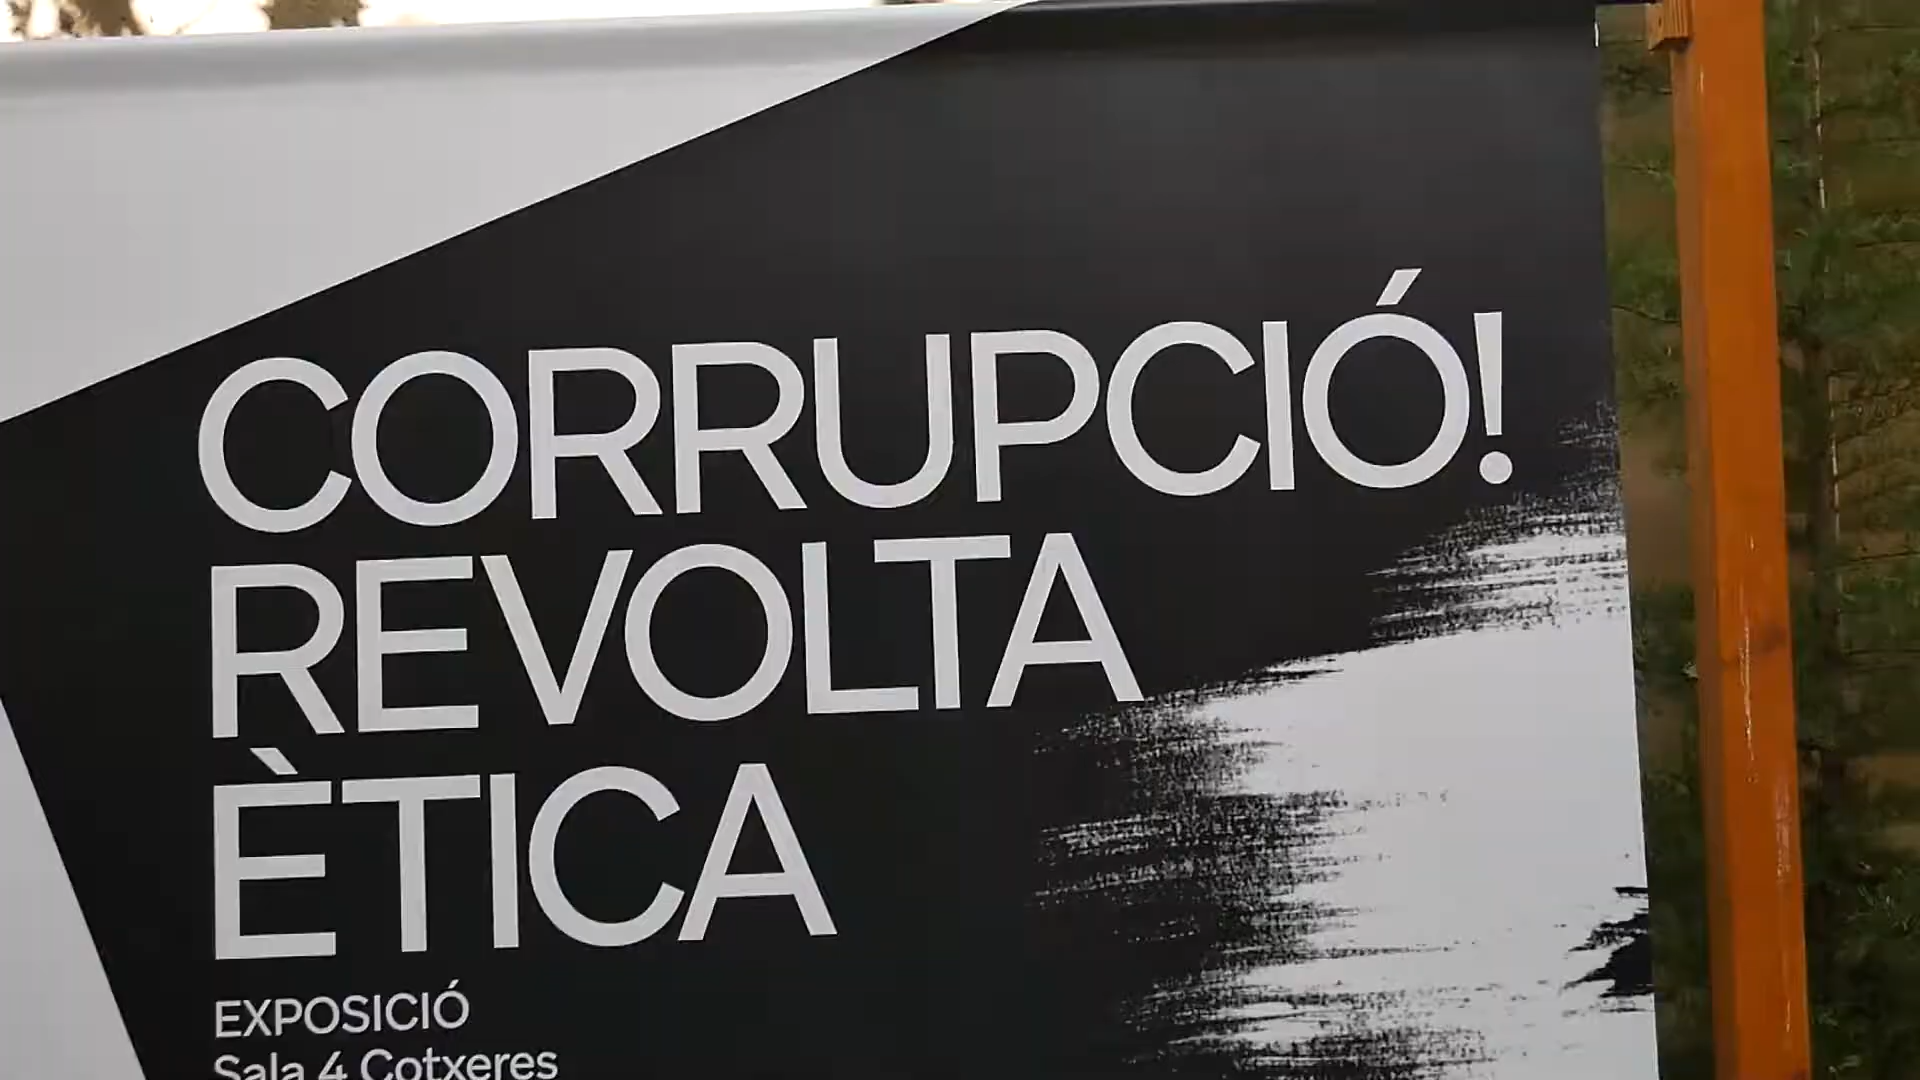 CORRUPCIÓ!
REVOLTA
ÈTICA
EXPOSICIÓ
Sala 4 Cotxeres